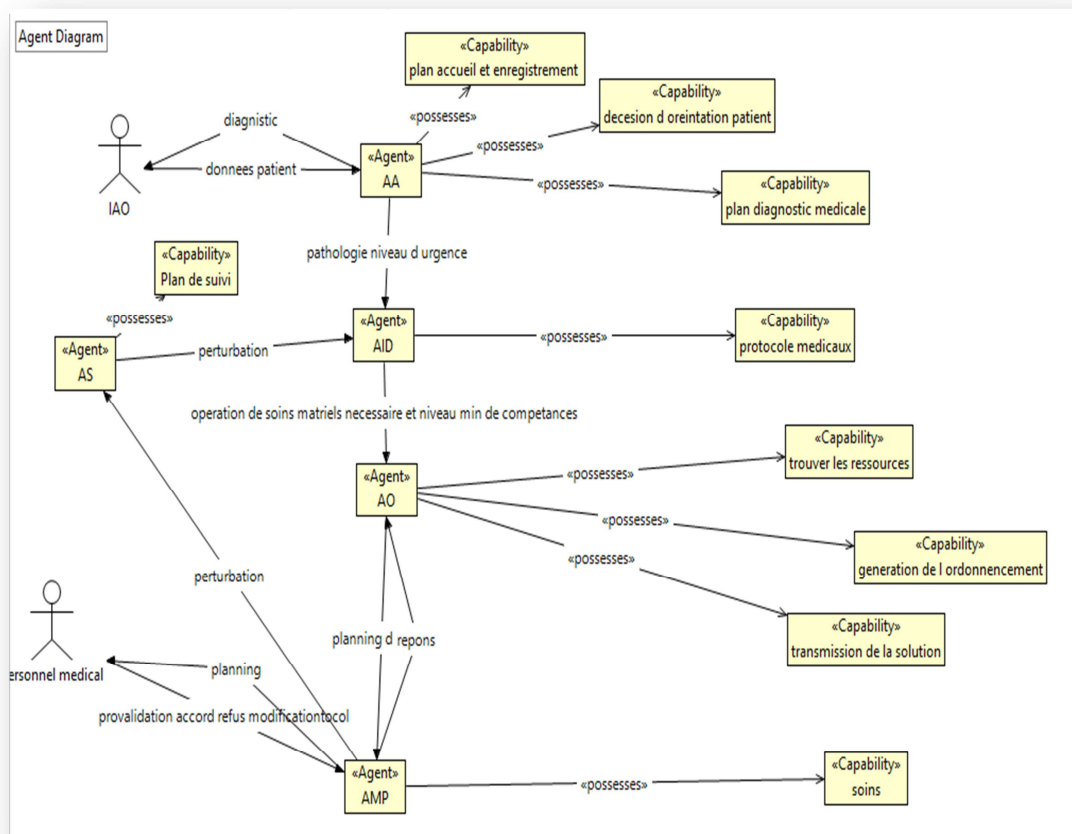 Agent Diagram
«Capability»
plan accueil et enregistrement
«Capability»
decesion d oreintation patient
«possesses»
diagnistic
«possesses»
«Agent»
AA
donnees patient
«possesses»
«Capability»
plan diagnostic medicale
IAO
pathologie niveau d urgence
«Capability»
Plan de suivi
«possesses»
«Agent»
AID
«Capability»
protocole medicaux
«possesses»
«Agent»
AS
perturbation
operation de soins matriels necessaire et niveau min de competances
«Capability»
trouver les ressources
«Agent»
AO
«possesses»
«possesses»
«Capability»
generation de l ordonnencement
«possesses»
perturbation
«Capability»
transmission de la solution
planning d repons
ersonnel medical
planning
provalidation accord refus modificationtocol
«Agent»
AMP
«possesses»
«Capability»
soins